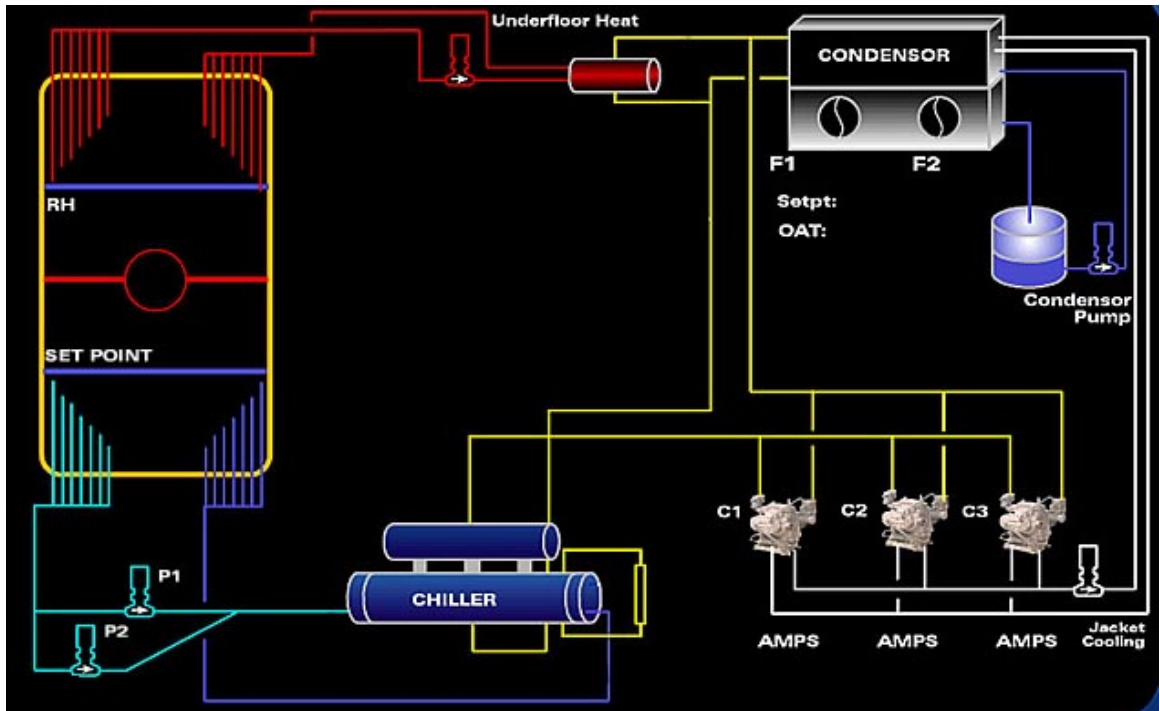 Underfloor Heat
CONDENSOR
F1
F2
RH
Setpt:
OAT:
Condensor
Pump
SET POINT
C1
C2
C3
P1
CHILLER
P2
AMPS
AMPS
AMPS
Jacket
Cooling